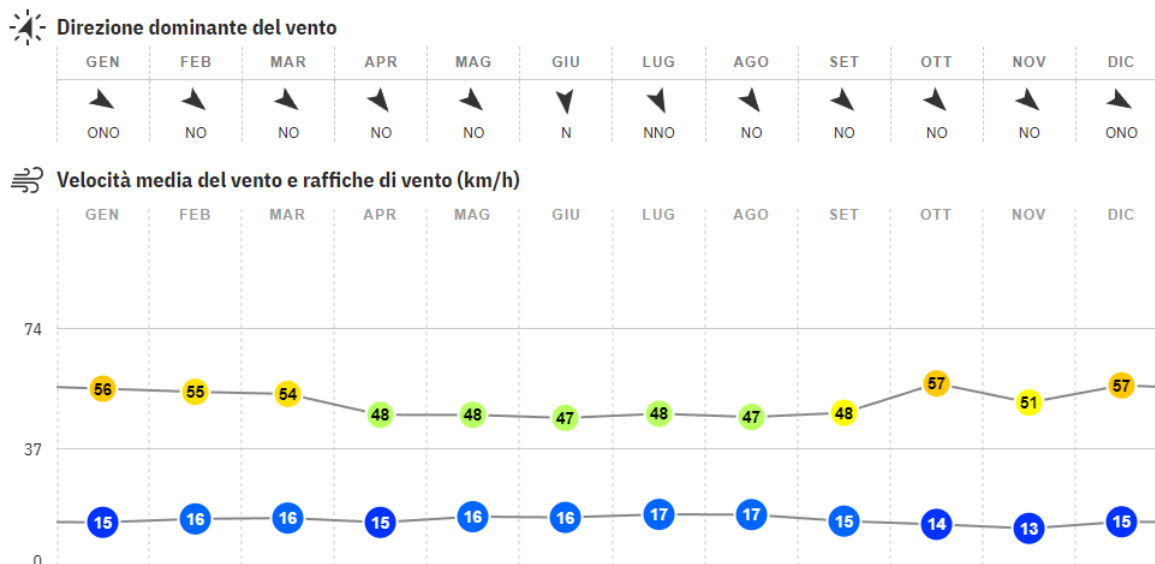 Direzione dominante del vento
GEN FEB MAR APR MAG GIU LUG AGO SET OTT NOV DIC
ONO NO NO NO NO N NNO NO NO NO NO ONO
Velocità media del vento e raffiche di vento (km/h)
GEN FEB MAR APR MAG GIU LUG AGO SET OTT NOV DIC
74
56 55 54 48 48 47 48 47 48 57 51 57
37
15 16 16 15 16 16 17 17 15 14 13 15
0